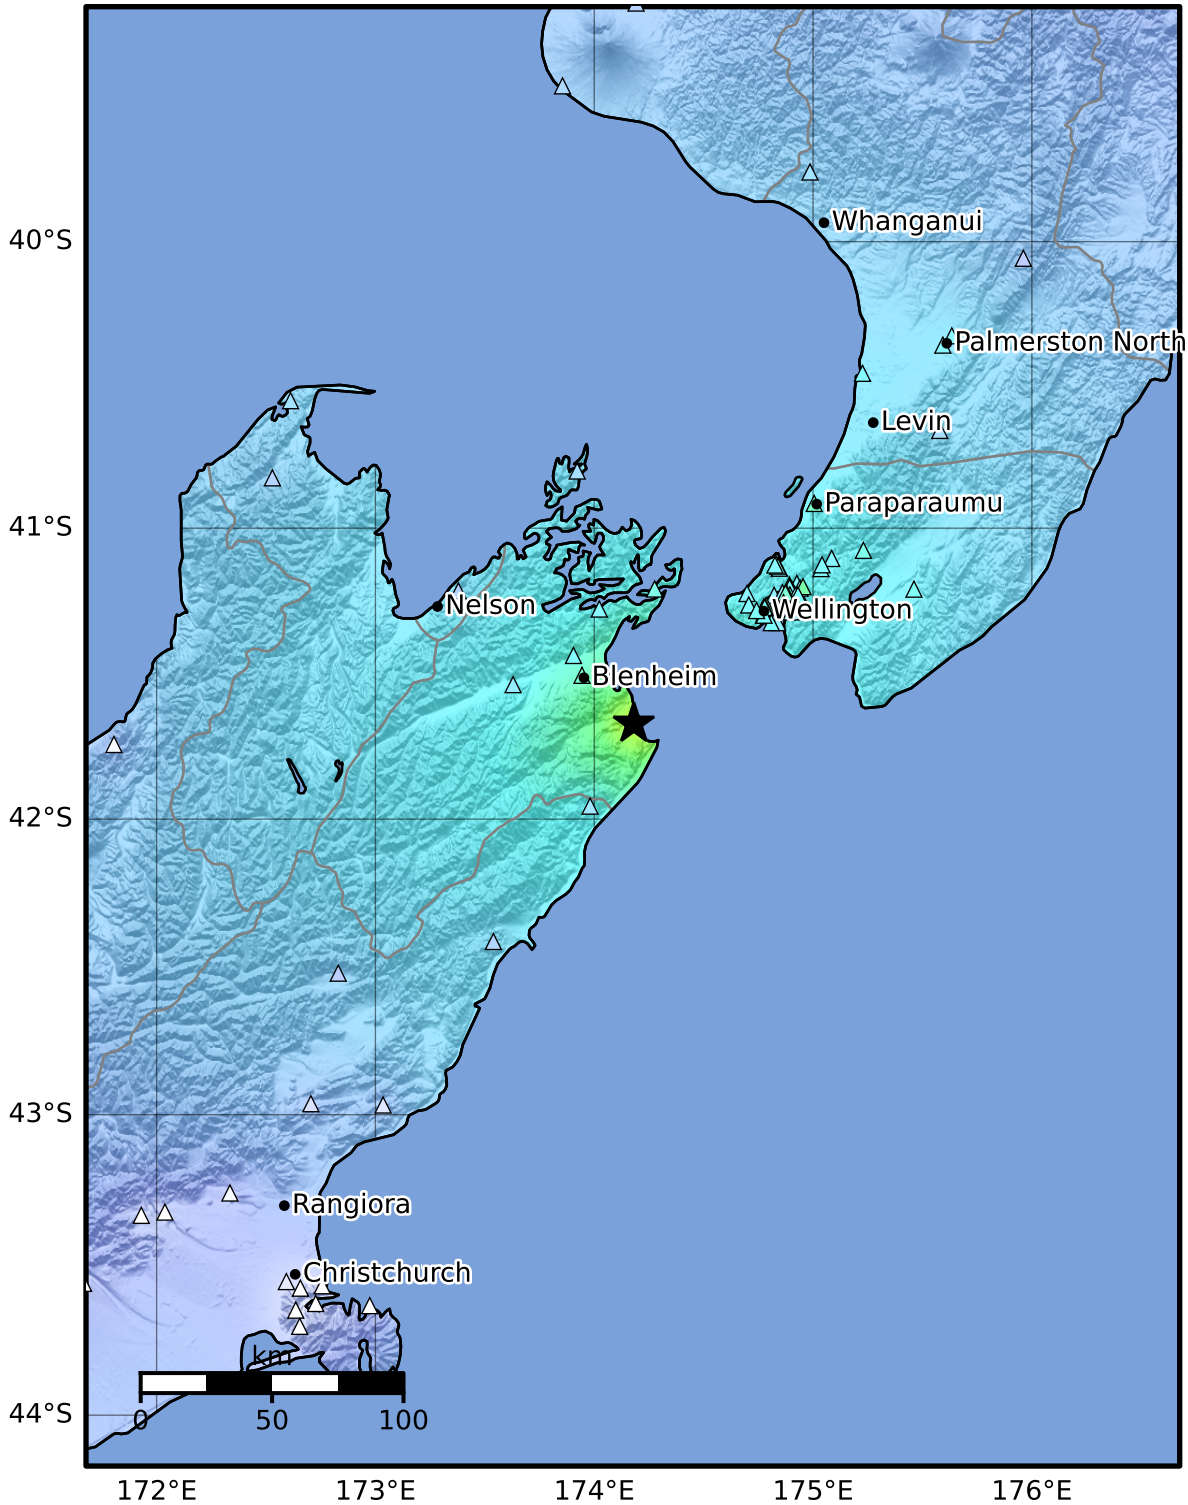 Whanganui
40°S
Palmerston North
Levin
Paraparaumu
41°S
Nelson
Wellington
Blenheim
42°S
43°S
Rangiora
Christchurch
km
0 50 100
44°S
172°E 173°E 174°E 175°E 176°E